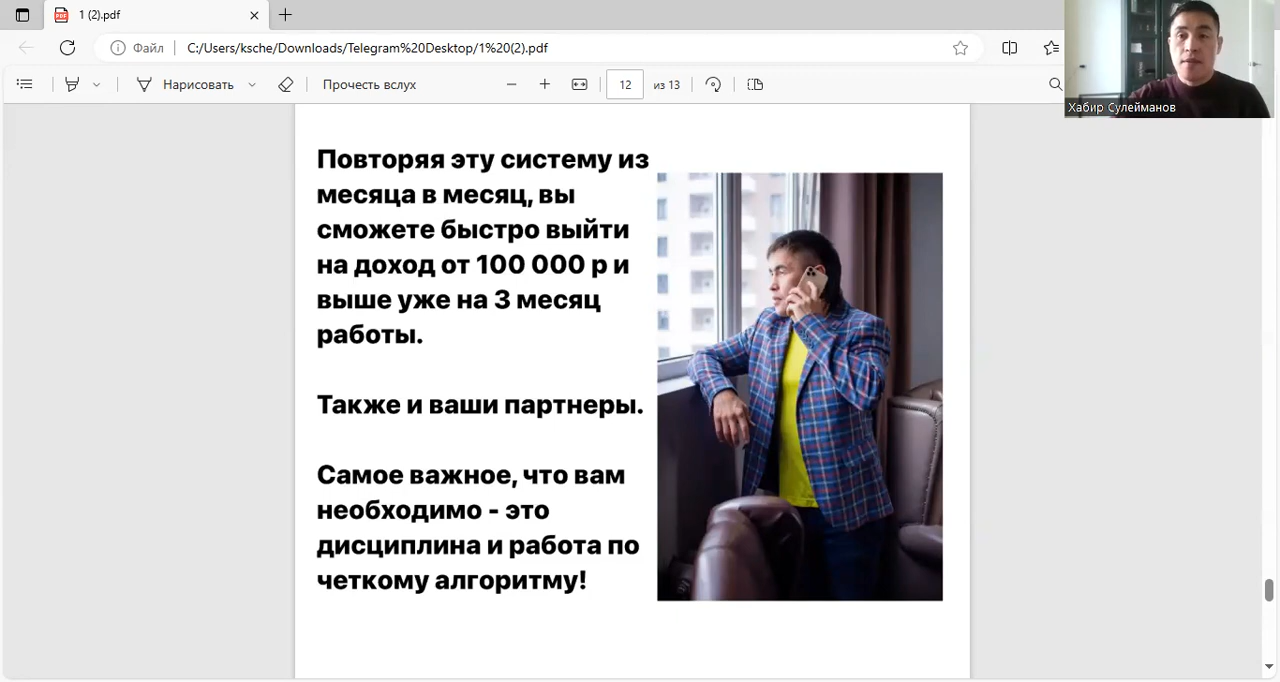 1 (2).pdf
Файл
C:/Users/ksche/Downloads/Telegram%20Desktop/1%20(2).pdf
Нарисовать
Прочесть вслух
12
из 13
Хабир Сулейманов
Повторяя эту систему из
месяца в месяц, вы
сможете быстро выйти
на доход от 100 000 р и
выше уже на 3 месяц
работы.
Также и ваши партнеры.
Самое важное, что вам
необходимо - это
дисциплина и работа по
четкому алгоритму!